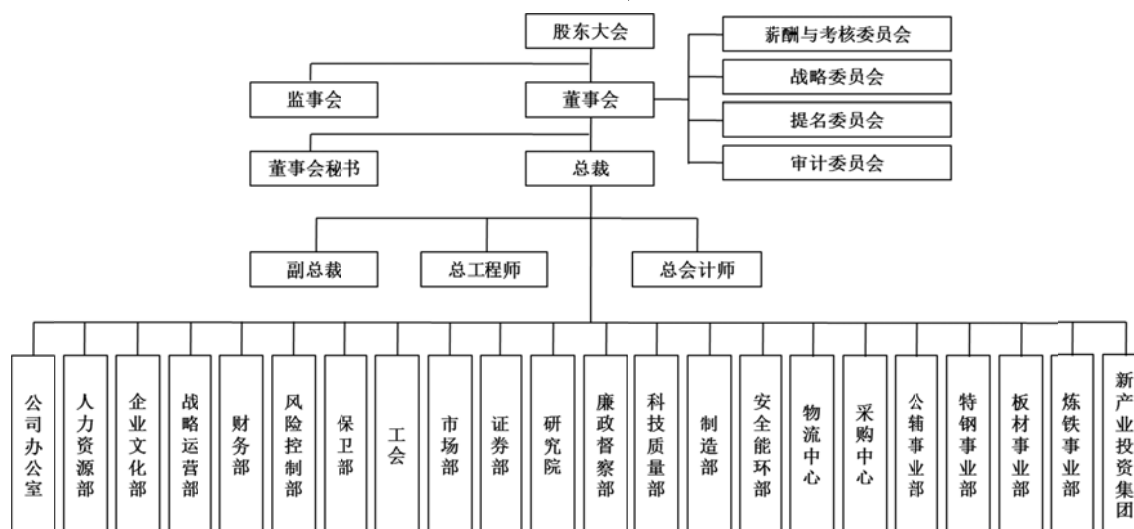 股东大会
薪酬与考核委员会
战略委员会
监事会
董事会
提名委员会
董事会秘书
总裁
审计委员会
副总裁
总工程师
总会计师
公司办公室
人力资源部
企业文化部
战略运营部
财务部
风险控制部
保卫部
工会
市场部
证券部
研究院
廉政督察部
科技质量部
制造部
安全能环部
物流中心
采购中心
公辅事业部
特钢事业部
板材事业部
炼铁事业部
新产业投资集团